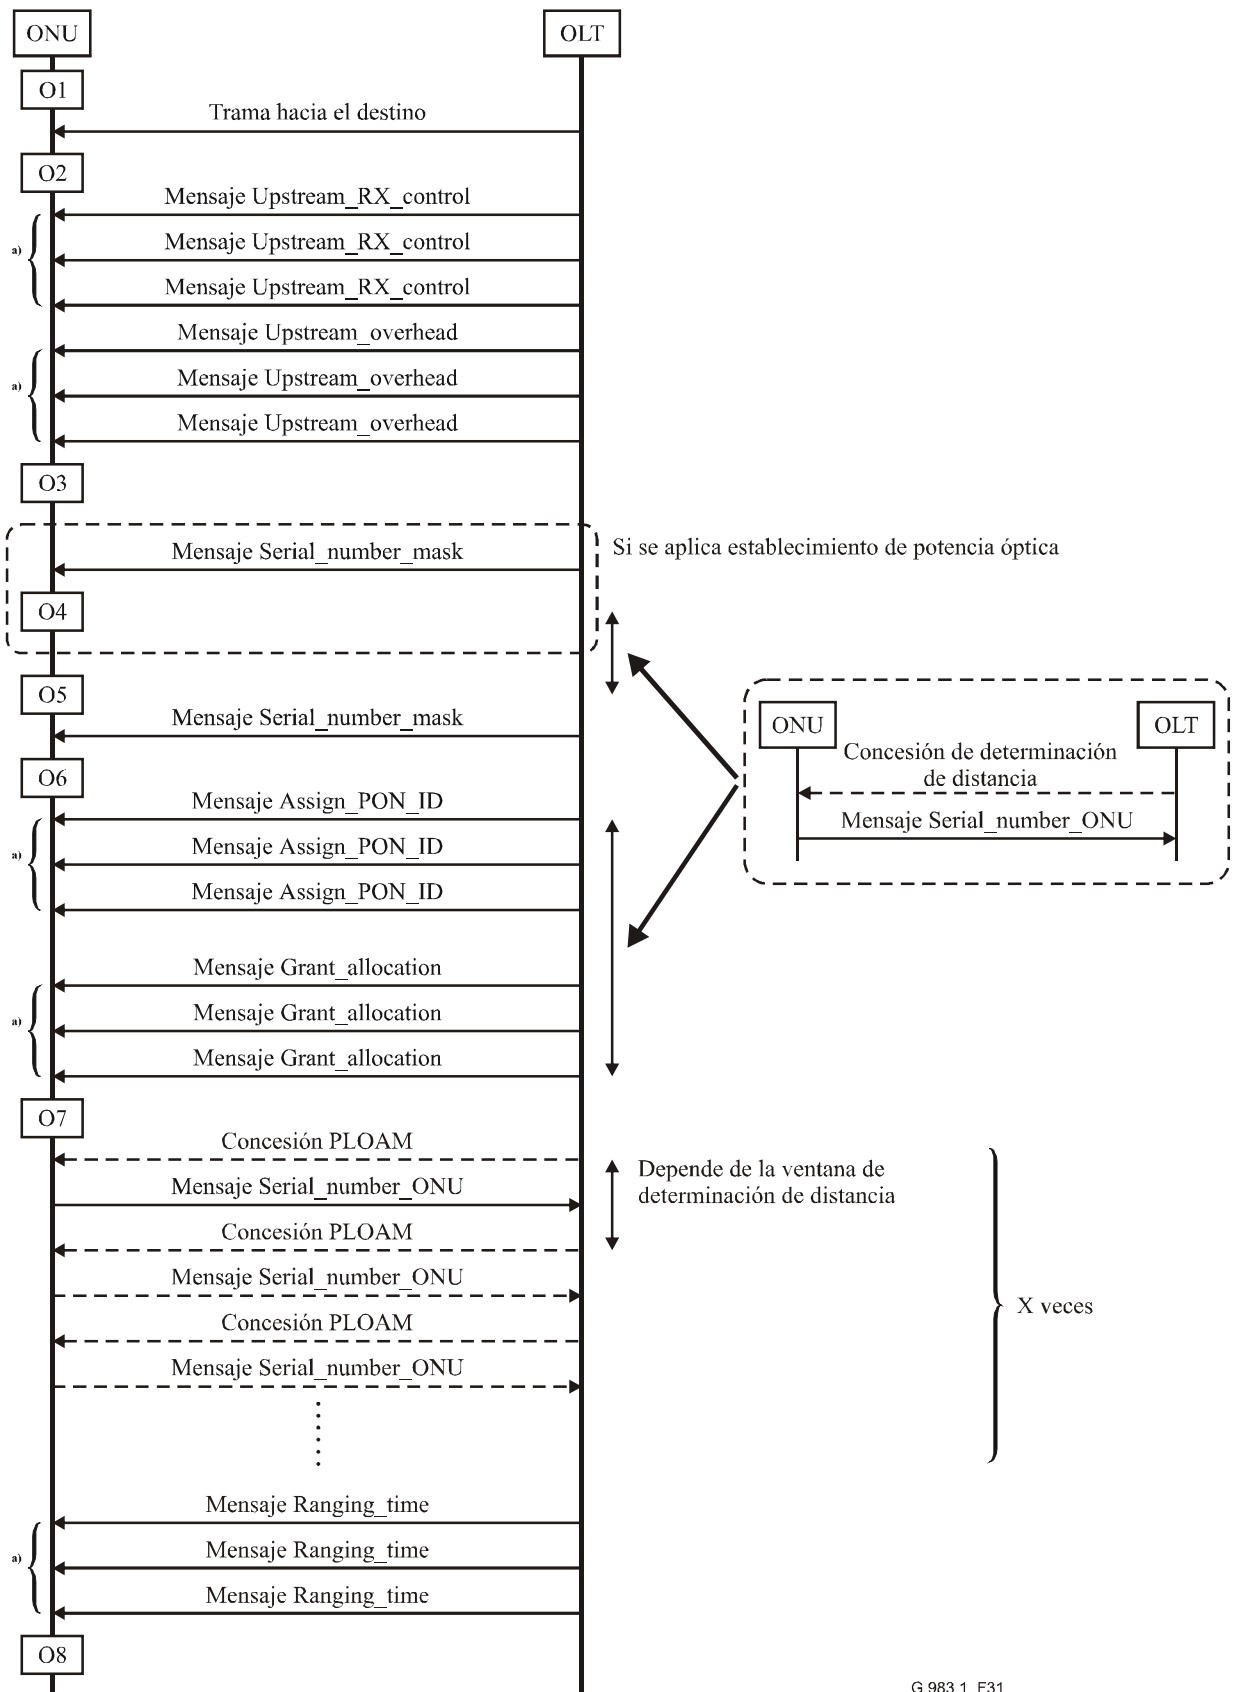 ONU
OLT
O1
Trama hacia el destino
O2
Mensaje Upstream_RX_control
a)
Mensaje Upstream_RX_control
Mensaje Upstream_RX_control
Mensaje Upstream_overhead
a)
Mensaje Upstream_overhead
Mensaje Upstream_overhead
O3
Mensaje Serial_number_mask
Si se aplica establecimiento de potencia óptica
O4
O5
Mensaje Serial_number_mask
ONU
OLT
Concesión de determinación
de distancia
Mensaje Serial_number_ONU
O6
Mensaje Assign_PON_ID
a)
Mensaje Assign_PON_ID
Mensaje Assign_PON_ID
Mensaje Grant_allocation
a)
Mensaje Grant_allocation
Mensaje Grant_allocation
O7
Concesión PLOAM
Mensaje Serial_number_ONU
Depende de la ventana de
determinación de distancia
Concesión PLOAM
Mensaje Serial_number_ONU
X veces
Concesión PLOAM
Mensaje Serial_number_ONU
Mensaje Ranging_time
a)
Mensaje Ranging_time
Mensaje Ranging_time
O8
G.983.1_F31